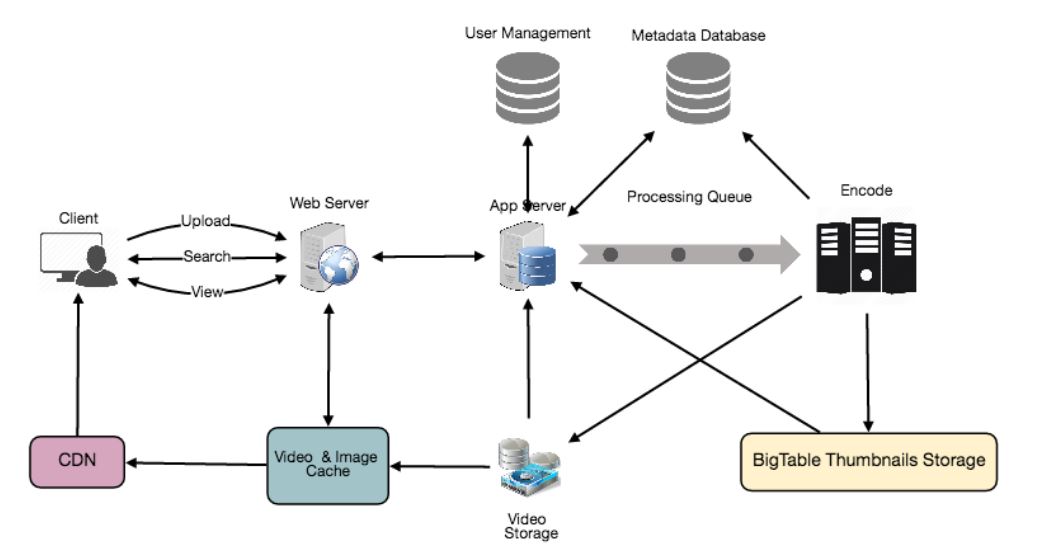 User Management
Metadata Database
Processing Queue
Encode
Client
Upload
Web Server
App Server
Search
View
CDN
Video & Image
Cache
BigTable Thumbnails Storage
Video
Storage